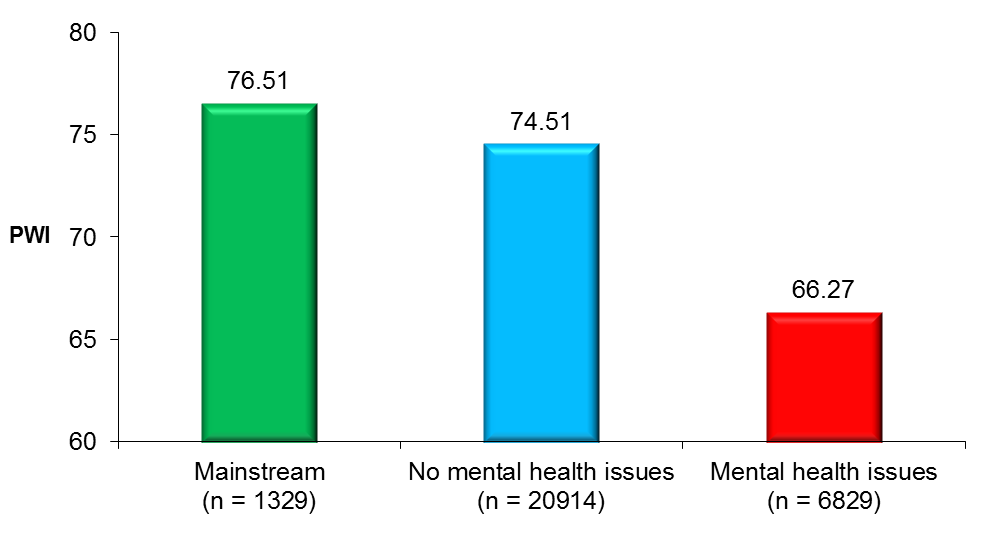 80
76.51
75
74.51
PWI 70
66.27
65
60
Mainstream
(n = 1329)
No mental health issues
(n = 20914)
Mental health issues
(n = 6829)